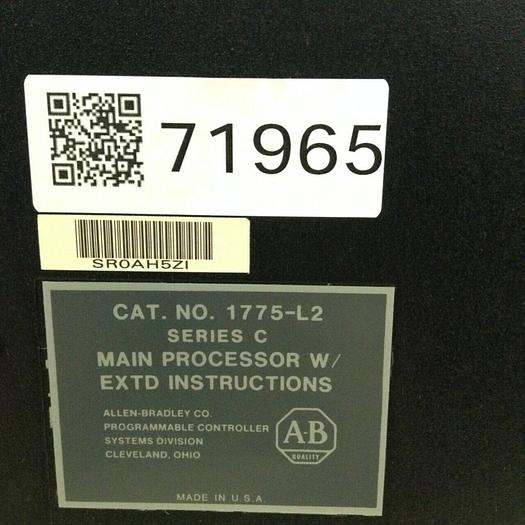 71965
SR0AH5ZI
CAT. NO. 1775-L2
SERIES C
MAIN PROCESSOR W/
EXTD INSTRUCTIONS
ALLEN-BRADLEY CO.
PROGRAMMABLE CONTROLLER
SYSTEMS DIVISION
CLEVELAND, OHIO
A-B
QUALITY
MADE IN U.S.A.